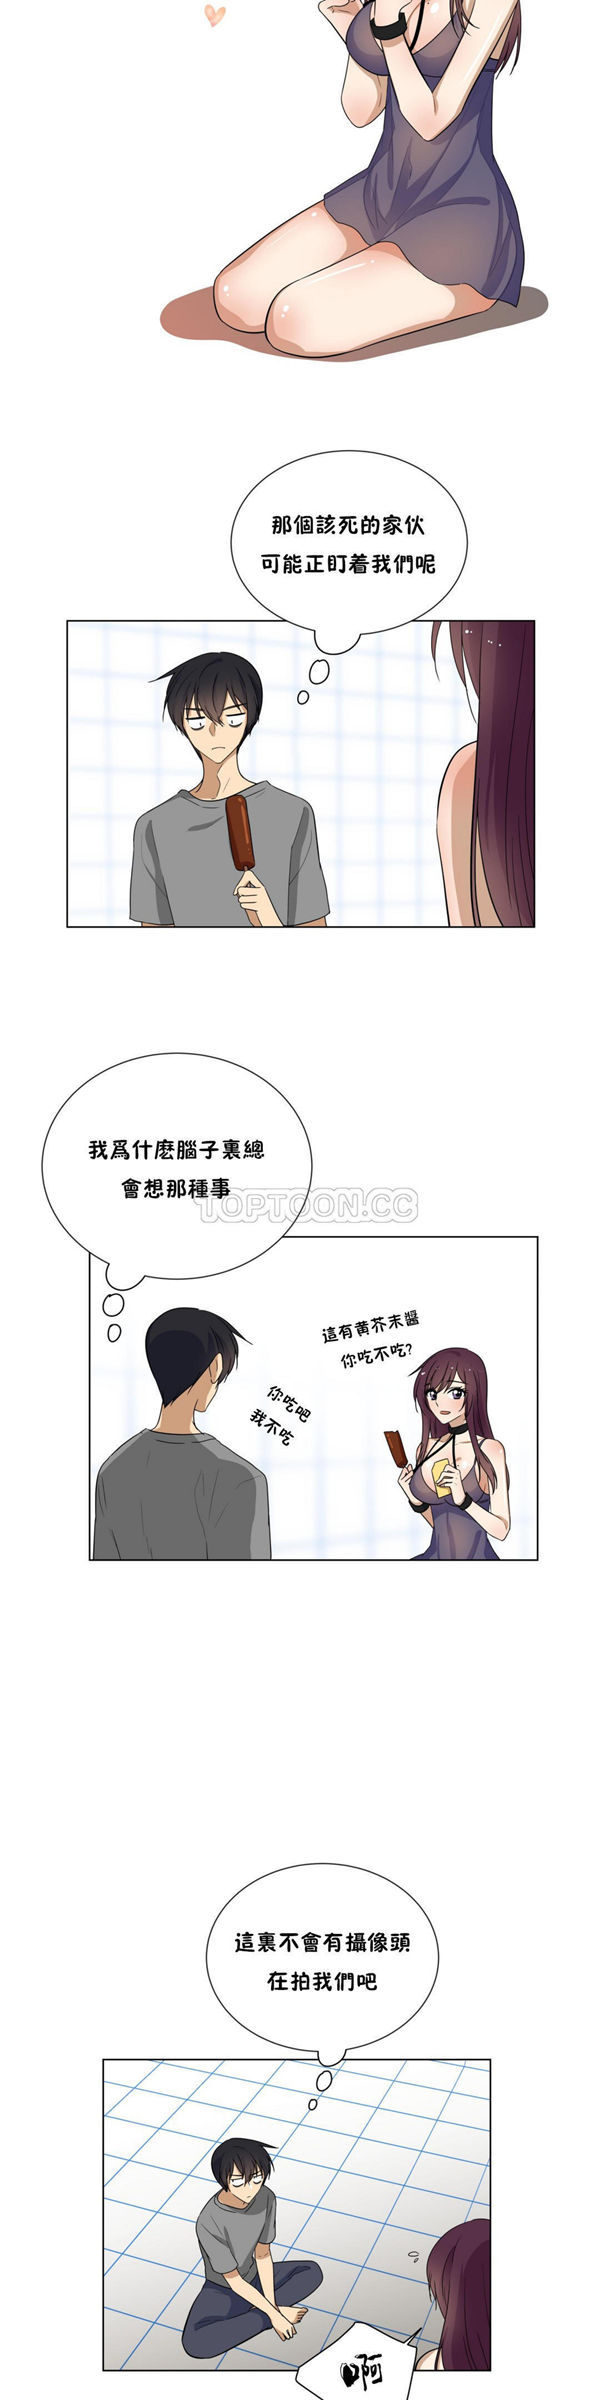 那個該死的家伙
可能正盯着我們呢
我爲什麽腦子裏總
會想那種事
TOPTOON.CC
這有黄芥末醬
你吃不吃?
你吃吧
我不吃
這裏不會有攝像頭
在拍我們吧
啊